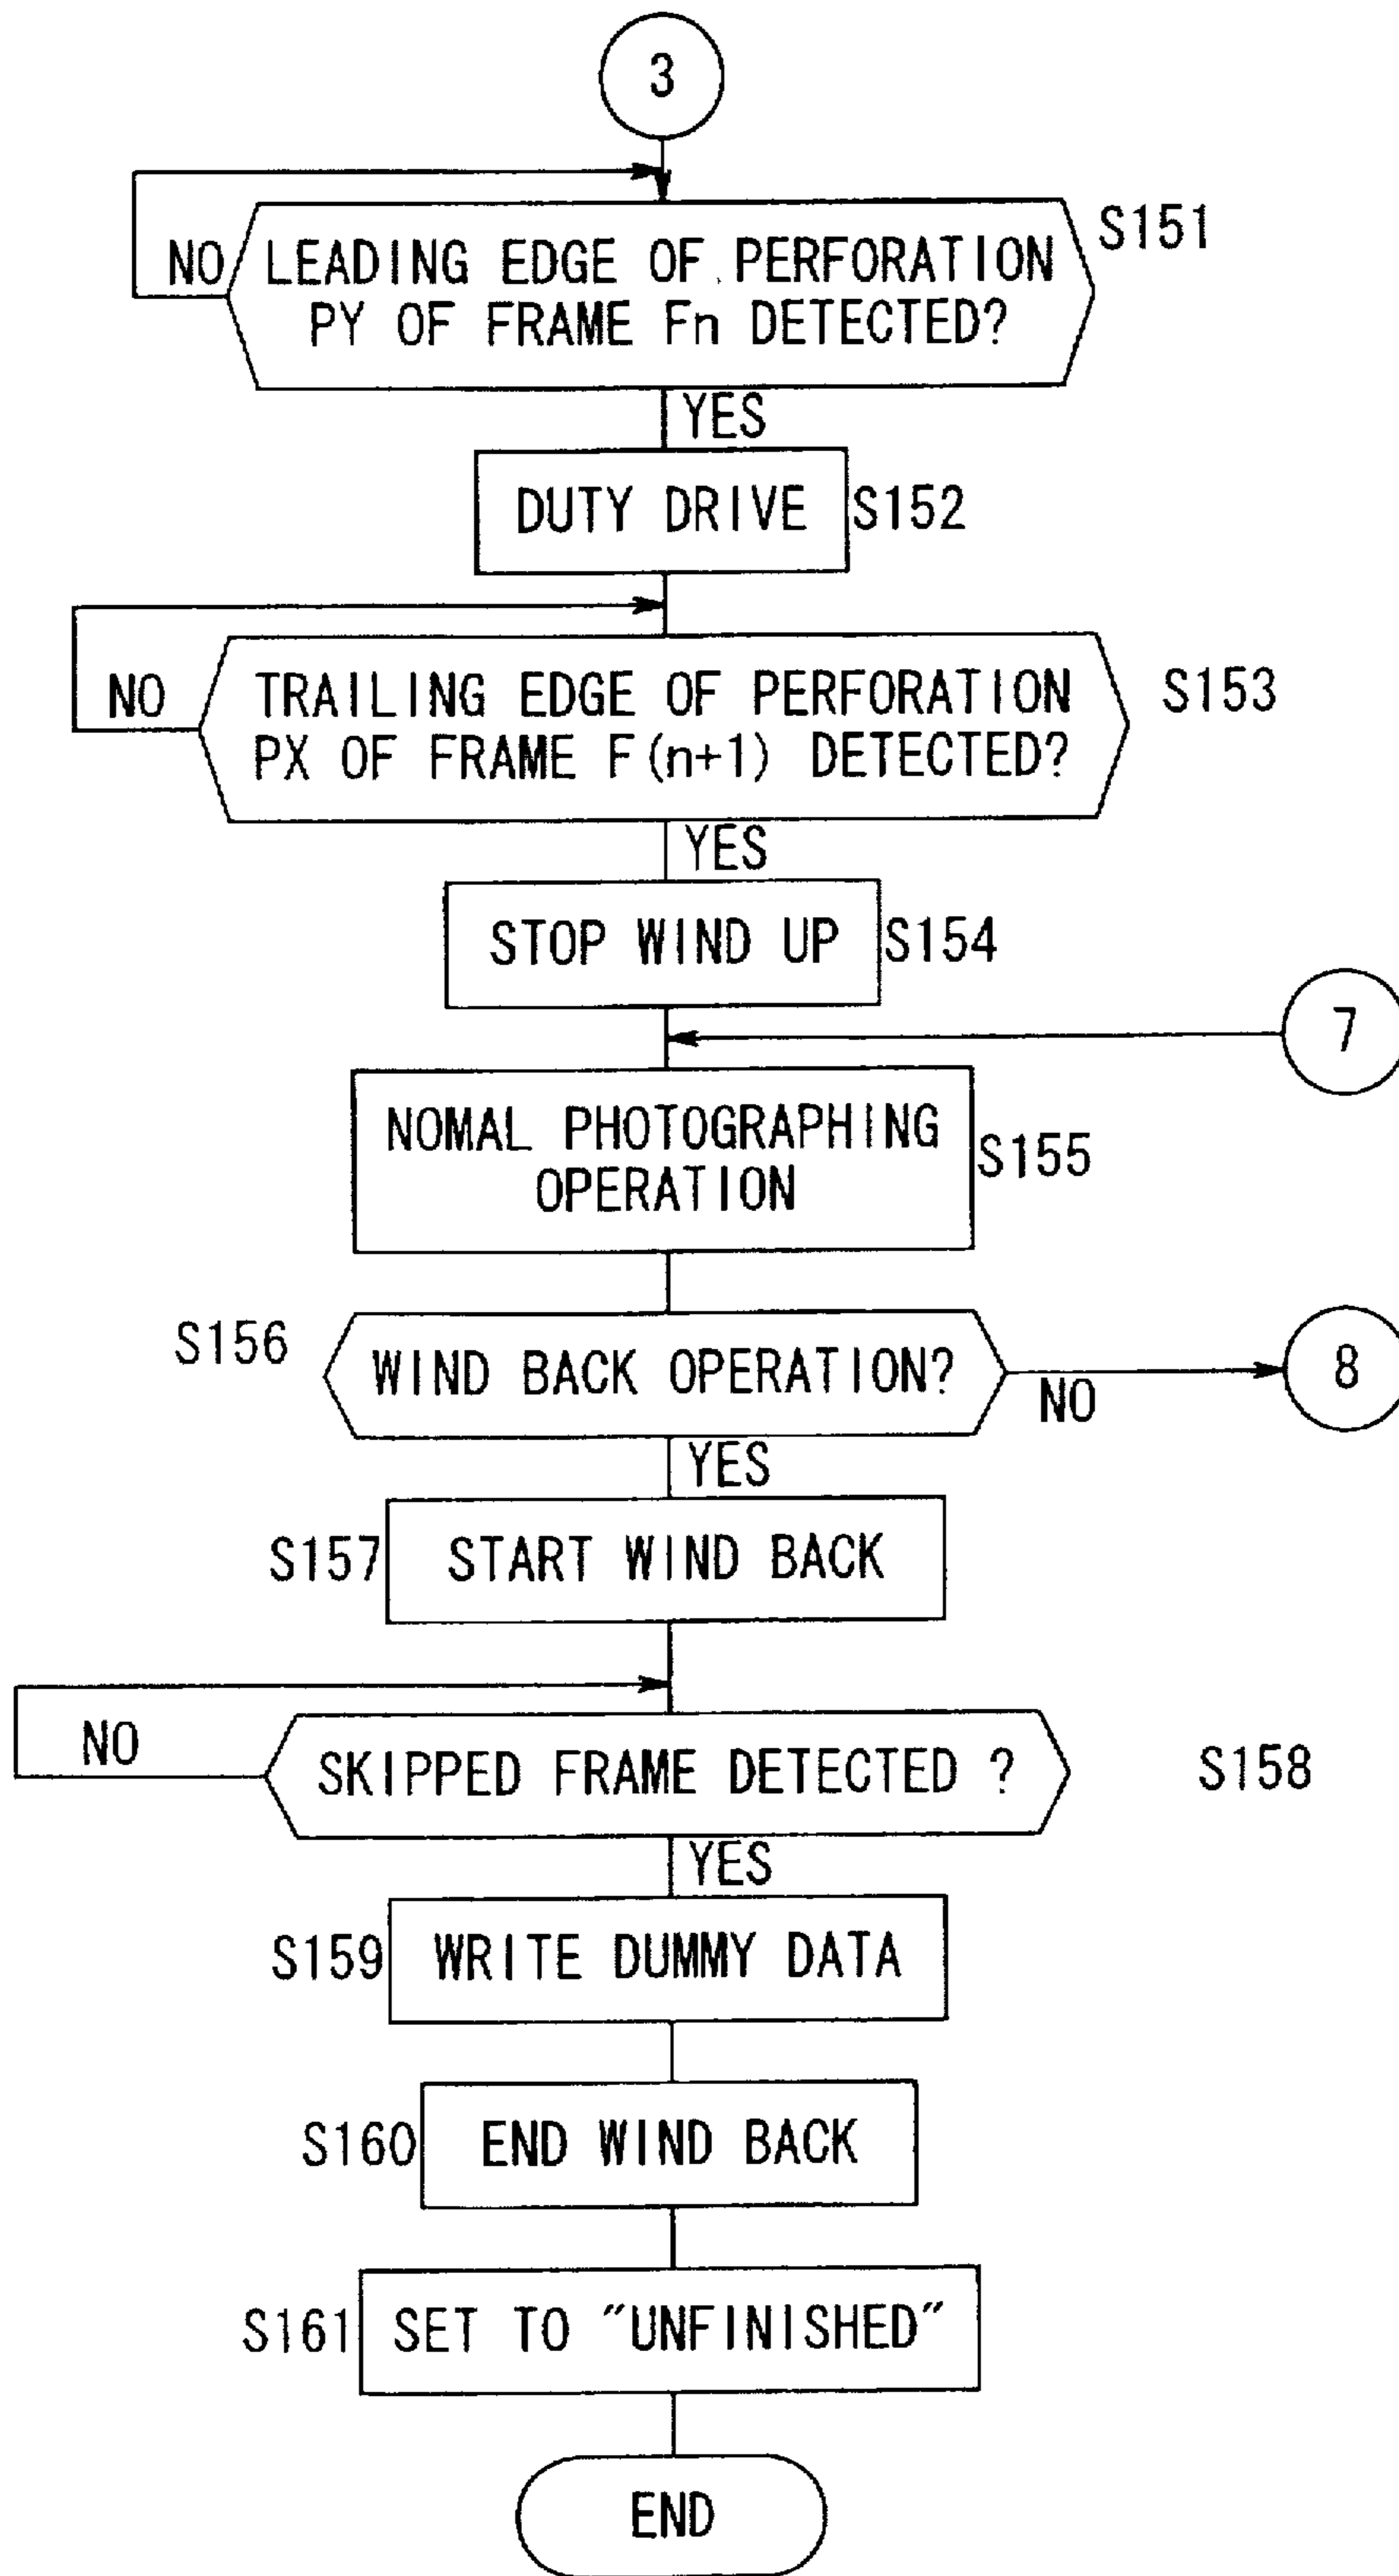 3
S151
NO
LEADING EDGE OF PERFORATION
PY OF FRAME Fn DETECTED?
YES
DUTY DRIVE
S152
NO
TRAILING EDGE OF PERFORATION
PX OF FRAME F(n+1) DETECTED?
S153
YES
STOP WIND UP
S154
7
NOMAL PHOTOGRAPHING
OPERATION
S155
S156
WIND BACK OPERATION?
NO
8
YES
S157
START WIND BACK
NO
SKIPPED FRAME DETECTED ?
S158
YES
S159
WRITE DUMMY DATA
S160
END WIND BACK
S161
SET TO "UNFINISHED"
END